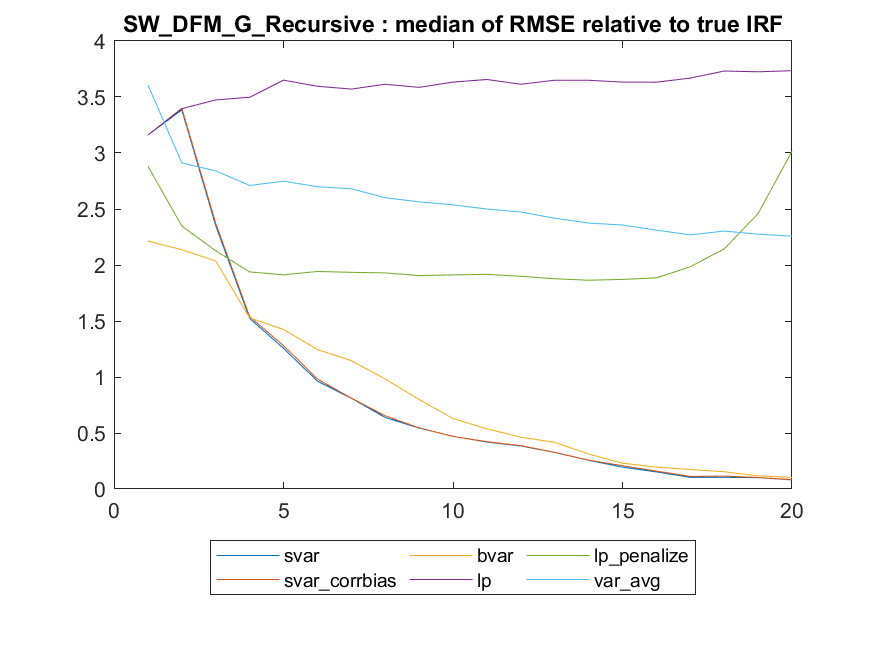 SW_DFM_G_Recursive : median of RMSE relative to true IRF
4
3.5
3
2.5
2
1.5
1
0.5
0
0 5 10 15 20
svar bvar lp_penalize
svar_corrbias lp var_avg